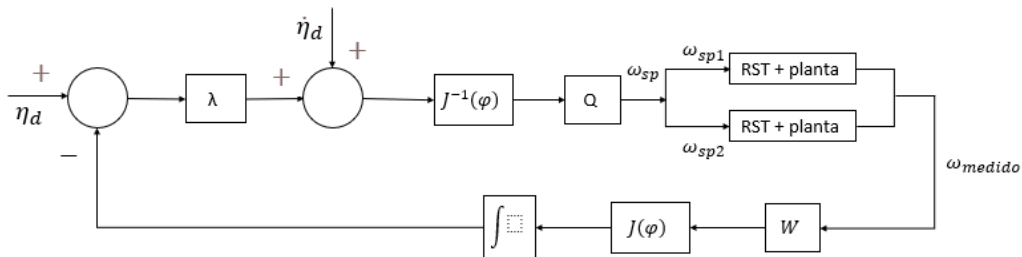 η̇_d
+
+
+
ω_sp1
ω_sp
RST + planta
λ
J⁻¹(φ)
Q
η_d
RST + planta
−
ω_sp2
ω_medido
∫
J(φ)
W